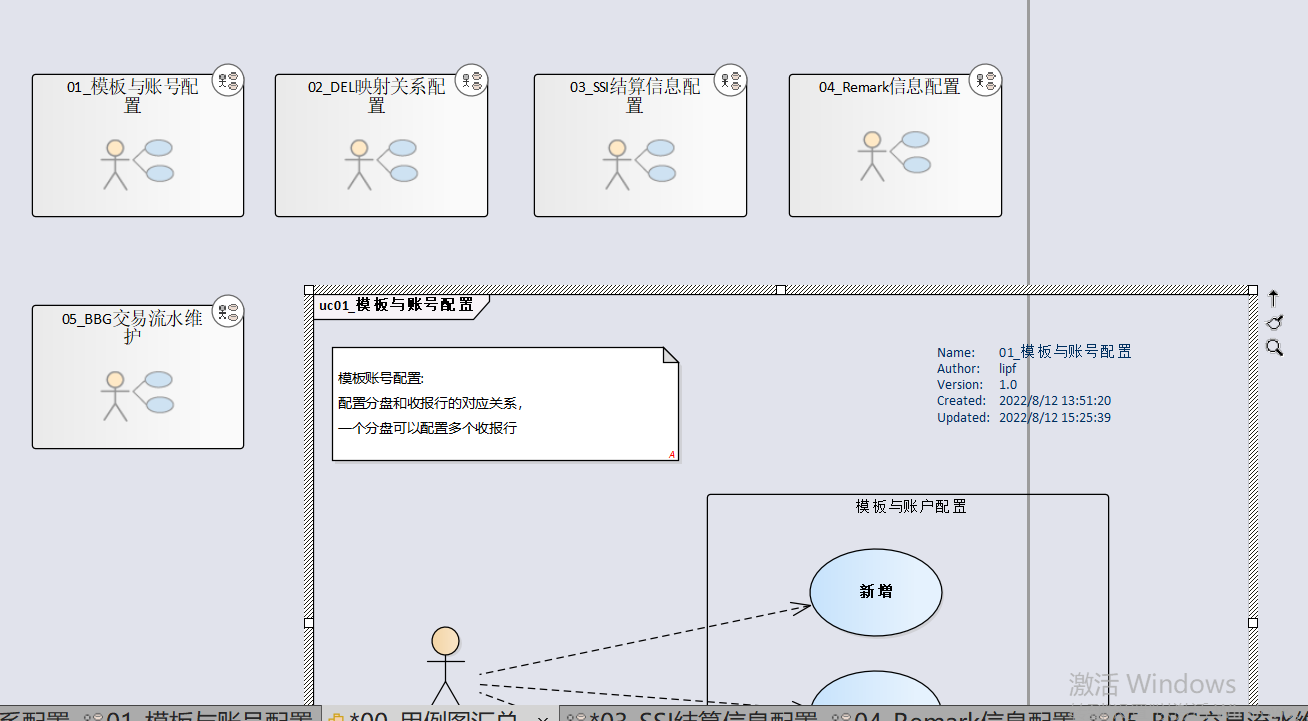 01_模板与账号配
置
02_DEL映射关系配
置
03_SSI结算信息配
置
04_Remark信息配置
05_BBG交易流水维
护
uc01_模板与账号配置
模板账号配置:
配置分盘和收报行的对应关系，
一个分盘可以配置多个收报行
A
Name: 01_模板与账号配置
Author: lipf
Version: 1.0
Created: 2022/8/12 13:51:20
Updated: 2022/8/12 15:25:39
模板与账户配置
新增
激活 Windows
系配置 01_模板与账号配置 *00_用例图汇总 *03_SSI结算信息配置 04_Remark信息配置 05_BBG交易流水维